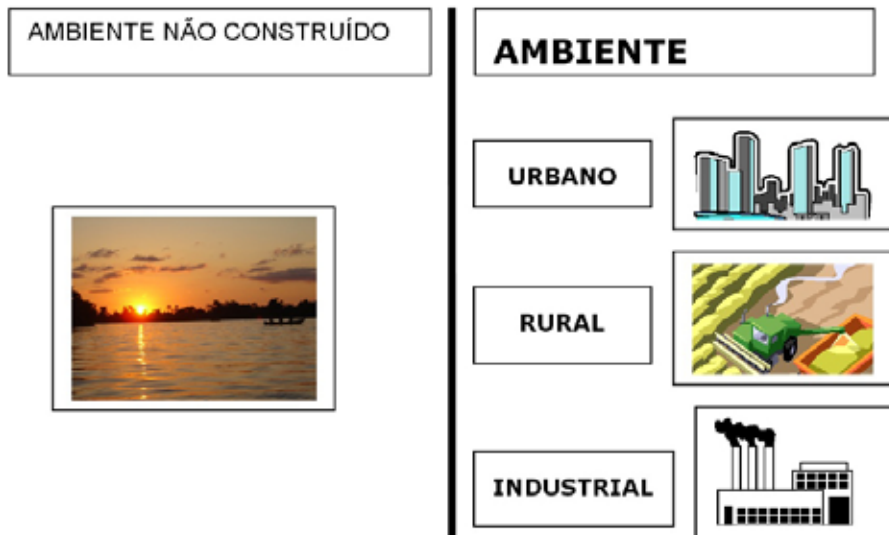 AMBIENTE NÃO CONSTRUÍDO
AMBIENTE
URBANO
RURAL
INDUSTRIAL